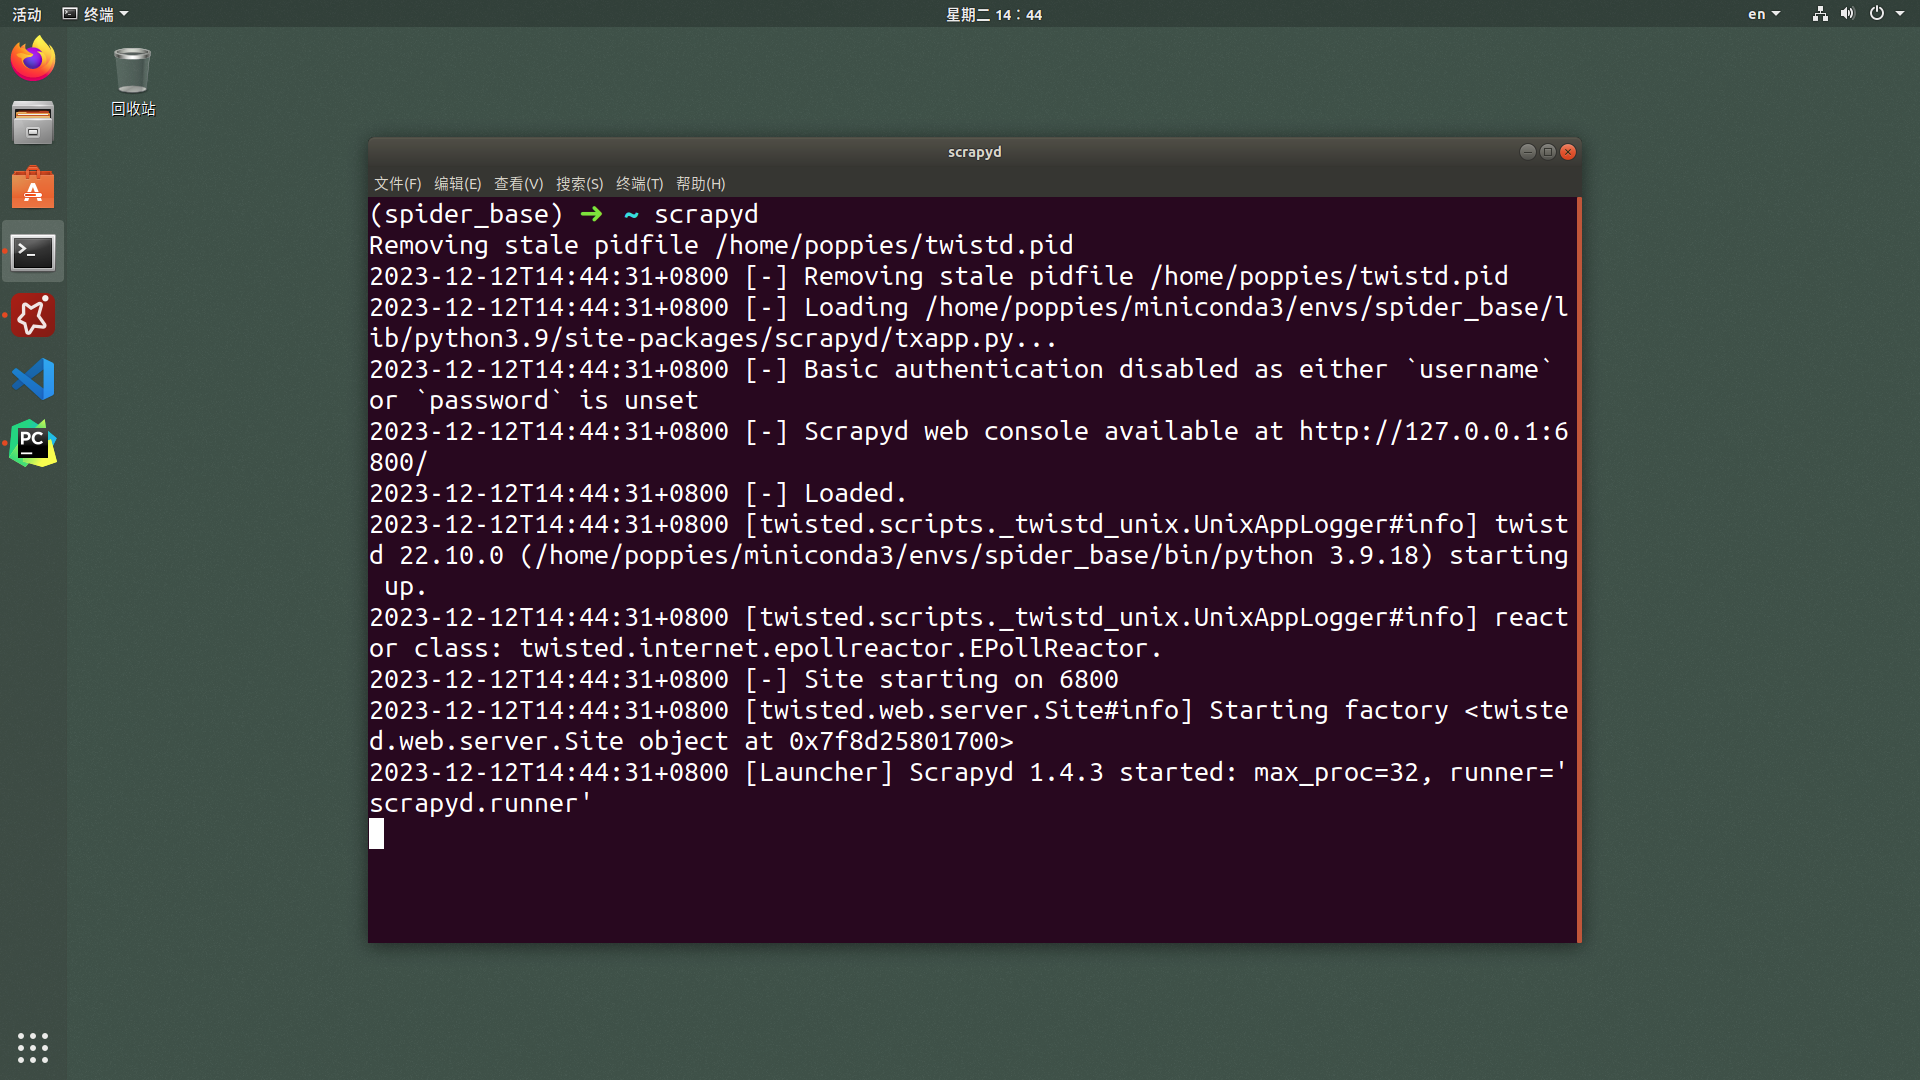 活动 终端 星期二 14：44 en
回收站
scrapyd
文件(F) 编辑(E) 查看(V) 搜索(S) 终端(T) 帮助(H)
(spider_base) ➜ ~ scrapyd
Removing stale pidfile /home/poppies/twistd.pid
2023-12-12T14:44:31+0800 [-] Removing stale pidfile /home/poppies/twistd.pid
2023-12-12T14:44:31+0800 [-] Loading /home/poppies/miniconda3/envs/spider_base/l
ib/python3.9/site-packages/scrapyd/txapp.py...
2023-12-12T14:44:31+0800 [-] Basic authentication disabled as either `username`
or `password` is unset
2023-12-12T14:44:31+0800 [-] Scrapyd web console available at http://127.0.0.1:6
800/
2023-12-12T14:44:31+0800 [-] Loaded.
2023-12-12T14:44:31+0800 [twisted.scripts._twistd_unix.UnixAppLogger#info] twist
d 22.10.0 (/home/poppies/miniconda3/envs/spider_base/bin/python 3.9.18) starting
up.
2023-12-12T14:44:31+0800 [twisted.scripts._twistd_unix.UnixAppLogger#info] react
or class: twisted.internet.epollreactor.EPollReactor.
2023-12-12T14:44:31+0800 [-] Site starting on 6800
2023-12-12T14:44:31+0800 [twisted.web.server.Site#info] Starting factory <twiste
d.web.server.Site object at 0x7f8d25801700>
2023-12-12T14:44:31+0800 [Launcher] Scrapyd 1.4.3 started: max_proc=32, runner='
scrapyd.runner'
PC